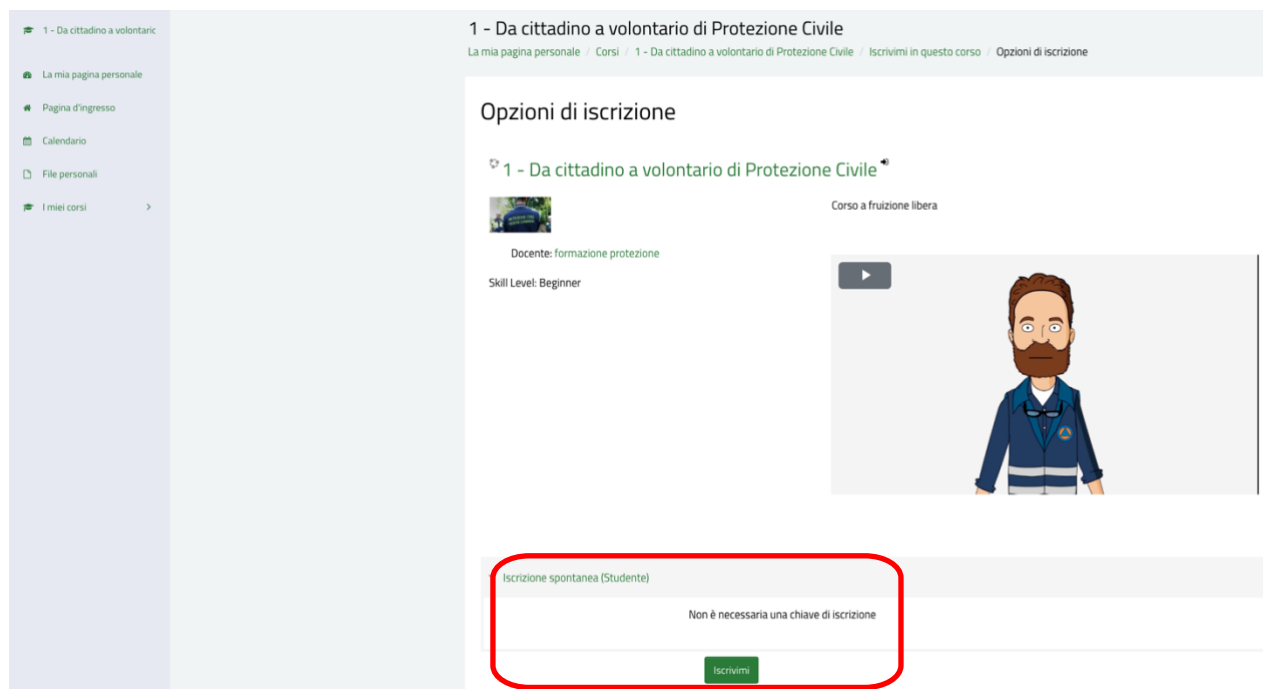 1 - Da cittadino a volontaric
La mia pagina personale
Pagina d'ingresso
Calendario
File personali
I miei corsi
1 - Da cittadino a volontario di Protezione Civile
La mia pagina personale / Corsi / 1 - Da cittadino a volontario di Protezione Civile / Iscrivimi in questo corso / Opzioni di iscrizione
Opzioni di iscrizione
1 - Da cittadino a volontario di Protezione Civile
Corso a fruizione libera
Docente: formazione protezione
Skill Level: Beginner
Iscrizione spontanea (Studente)
Non è necessaria una chiave di iscrizione
Iscrivimi